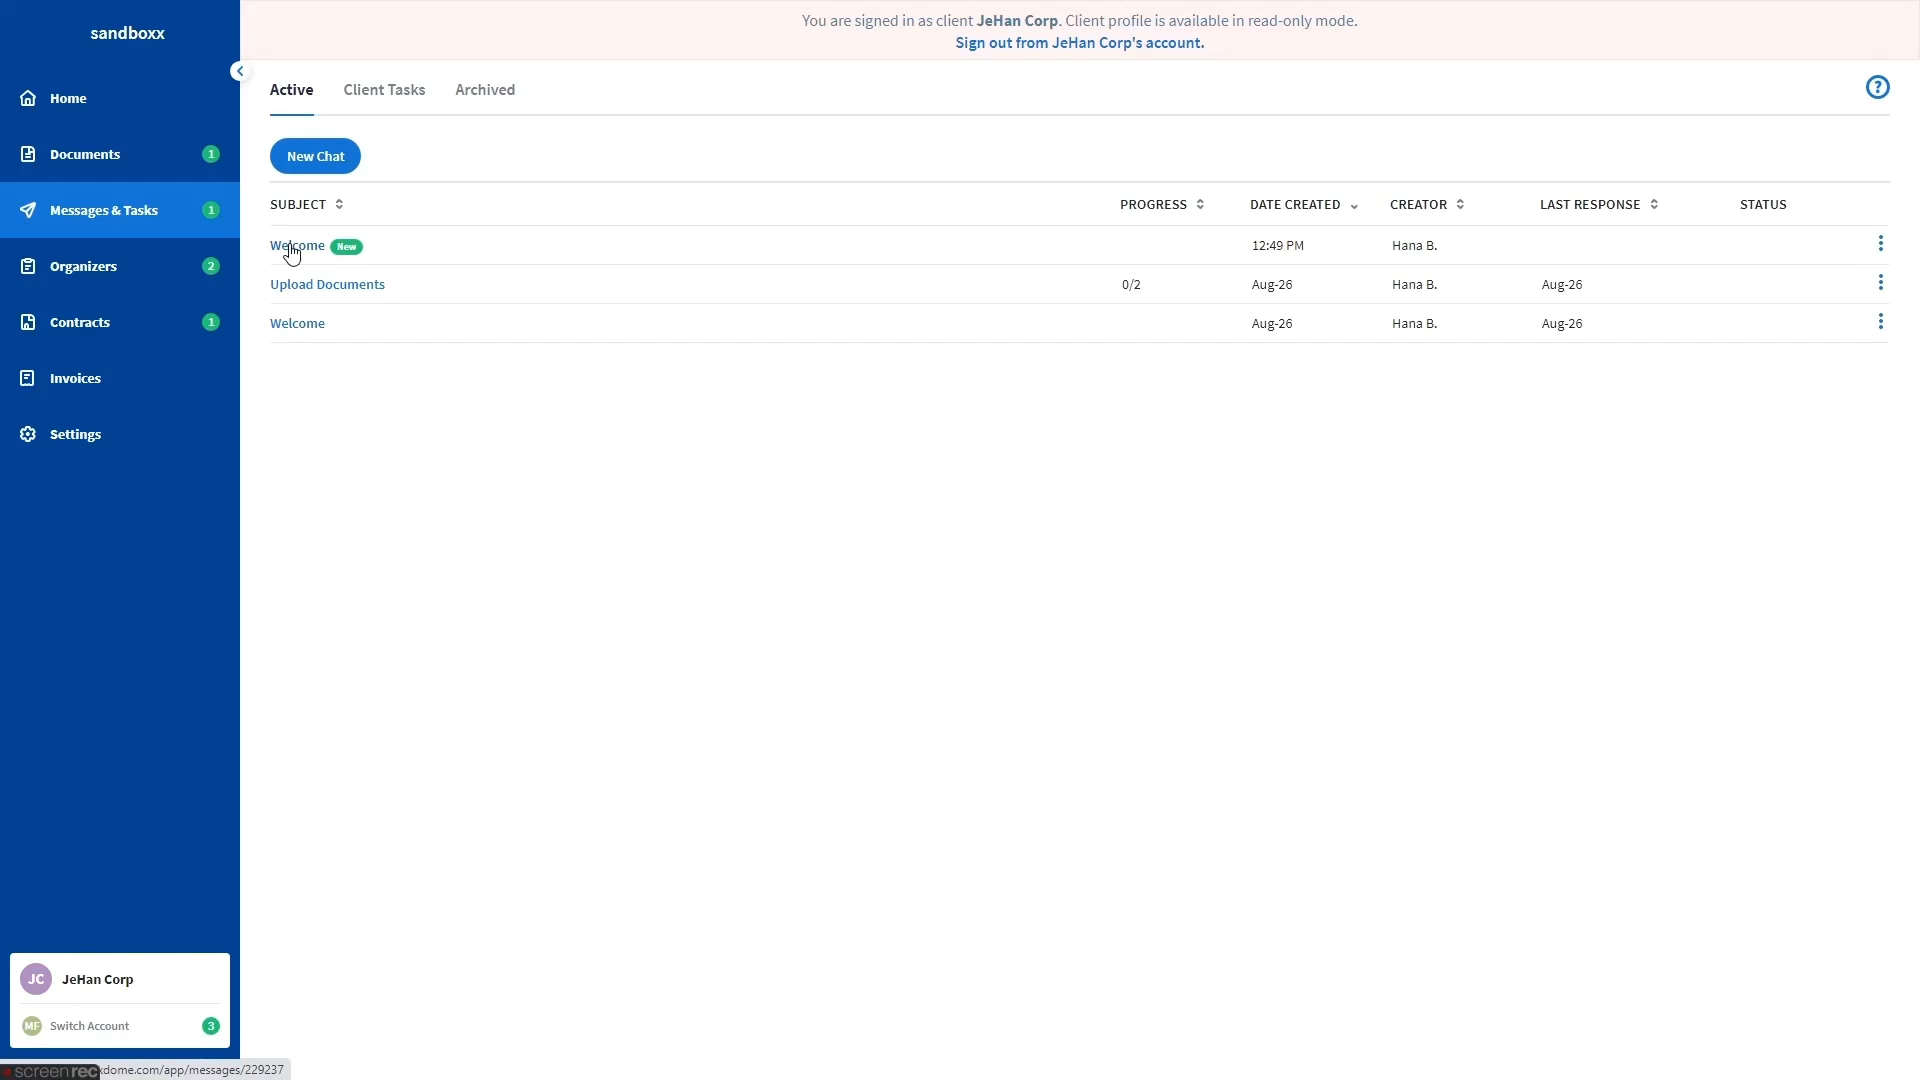 sandboxx
You are signed in as client JeHan Corp. Client profile is available in read-only mode.
Sign out from JeHan Corp's account.
Home
Documents 1
Messages & Tasks 1
Organizers 2
Contracts 1
Invoices
Settings
Active Client Tasks Archived
?
New Chat
SUBJECT PROGRESS DATE CREATED CREATOR LAST RESPONSE STATUS
Welcome New 12:49 PM Hana B.
Upload Documents 0/2 Aug-26 Hana B. Aug-26
Welcome Aug-26 Hana B. Aug-26
JC JeHan Corp
MF Switch Account 3
screenrec xdome.com/app/messages/229237